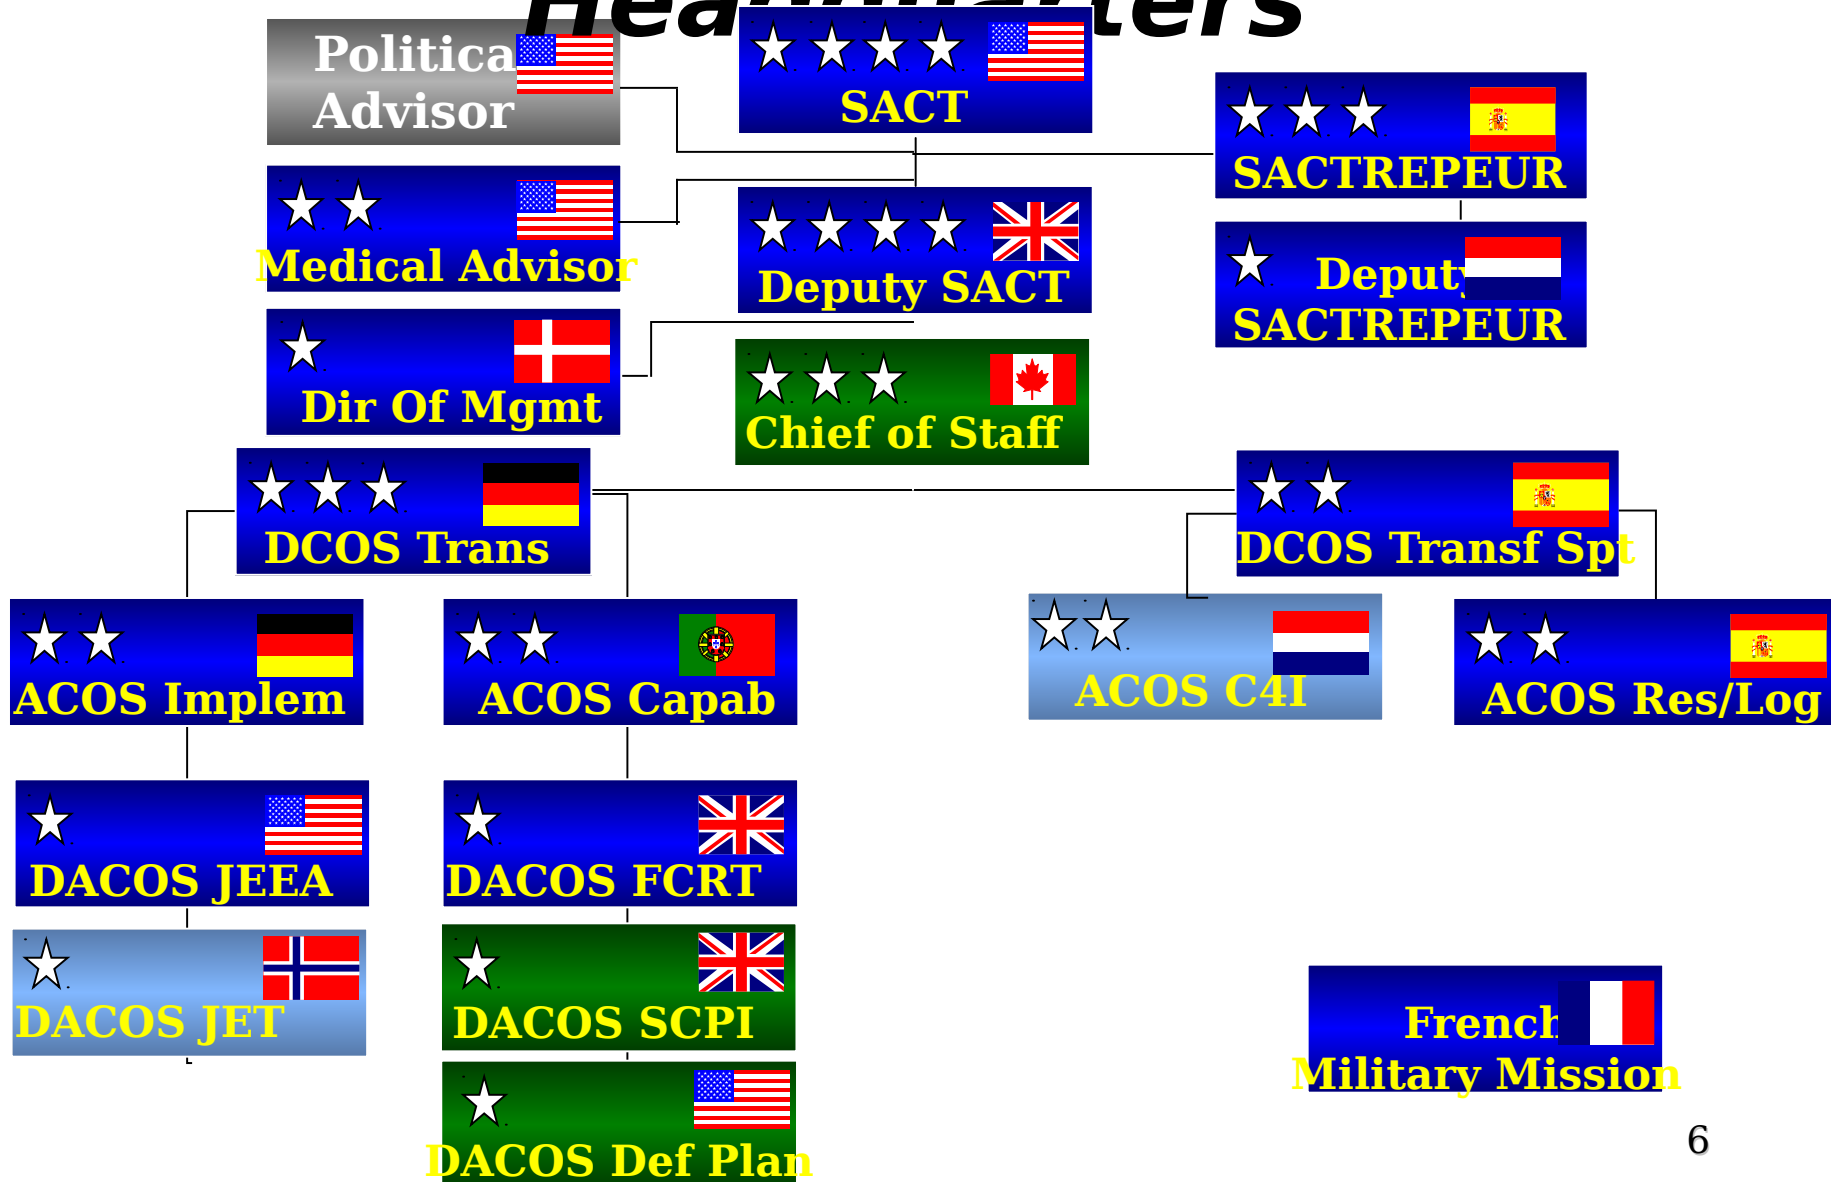 Headquarters
Politica
Advisor
SACT
SACTREPEUR
Medical Advisor
Deputy SACT
Deputy
SACTREPEUR
Dir Of Mgmt
Chief of Staff
DCOS Trans
DCOS Transf Spt
ACOS Implem
ACOS Capab
ACOS C4I
ACOS Res/Log
DACOS JEEA
DACOS FCRT
DACOS JET
DACOS SCPI
French
Military Mission
DACOS Def Plan
6